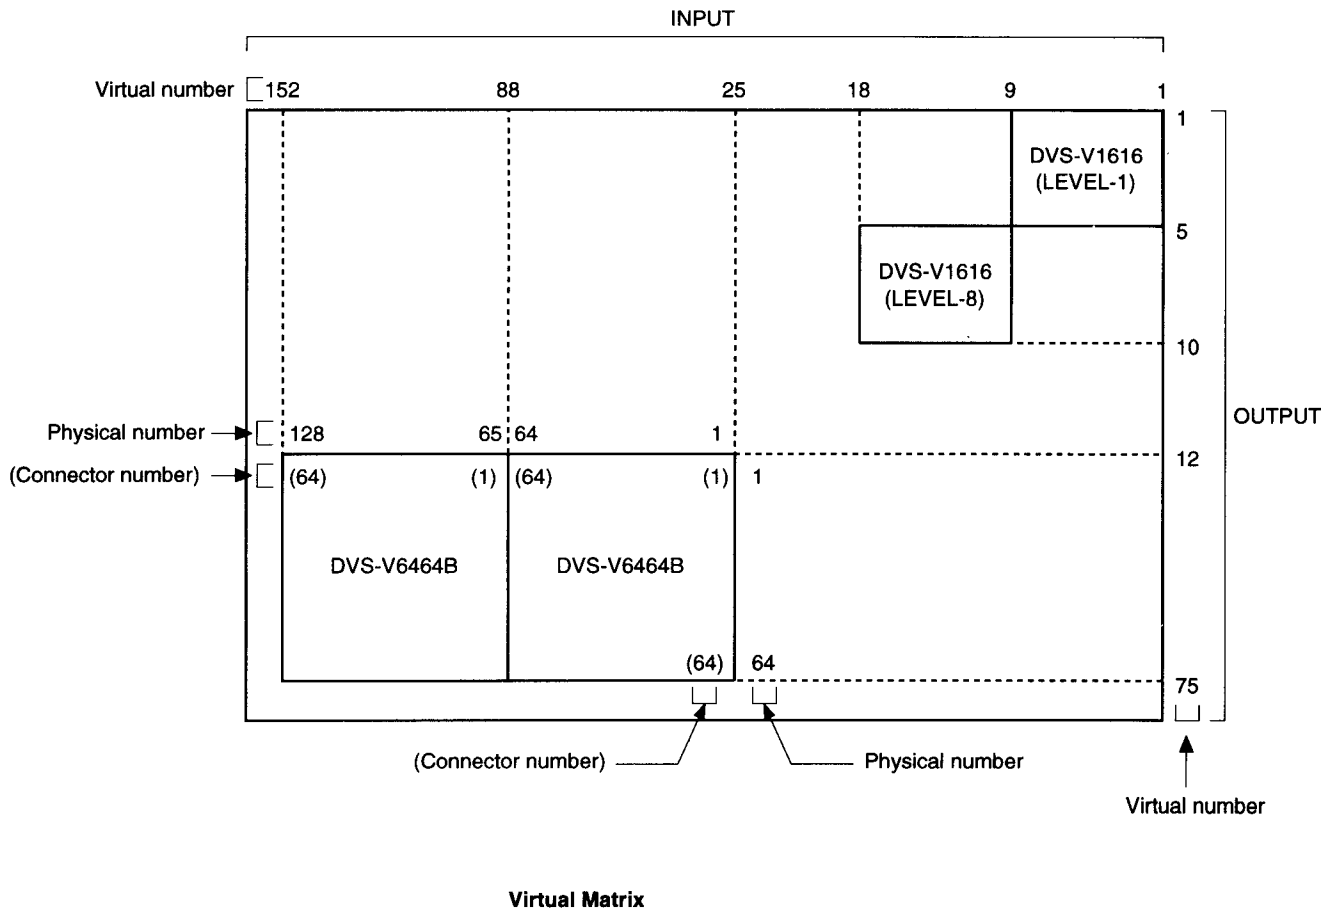 INPUT
Virtual number 152 88 25 18 9 1
1
DVS-V1616
(LEVEL-1)
5
DVS-V1616
(LEVEL-8)
10
OUTPUT
Physical number 128 65 64 1
12
(Connector number) (64) (1) (64) (1) 1
DVS-V6464B DVS-V6464B
(64) 64
75
(Connector number) Physical number
Virtual number
Virtual Matrix